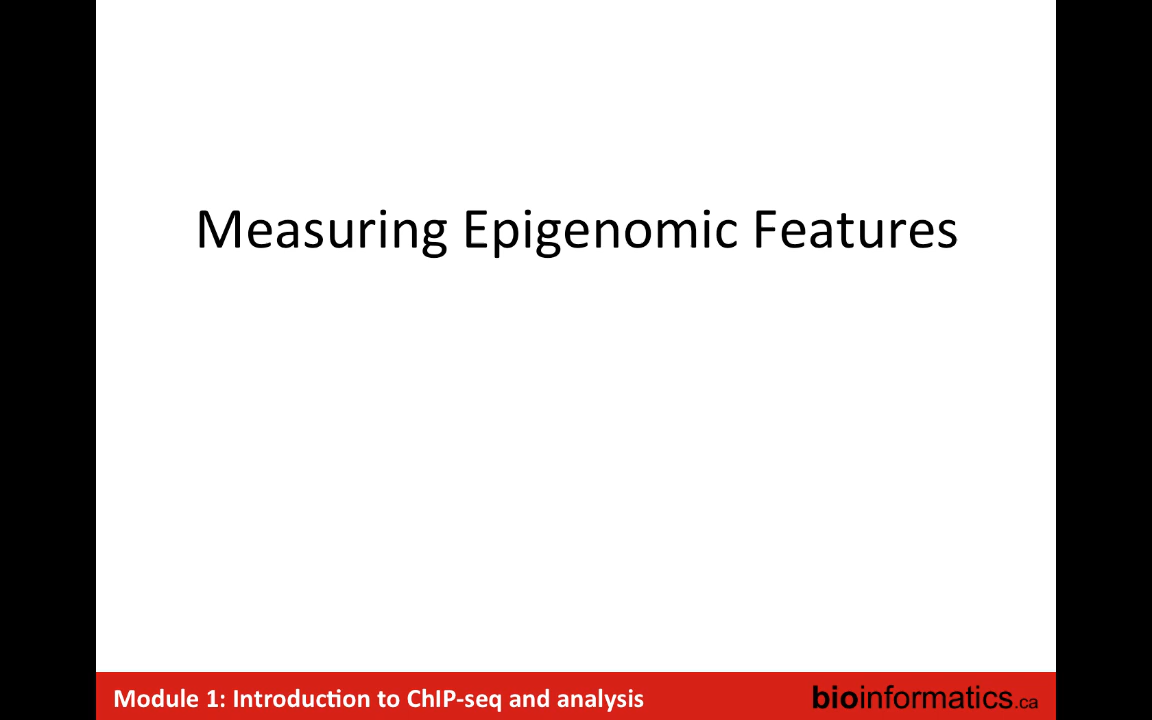 Measuring Epigenomic Features
Module 1: Introduction to ChIP-seq and analysis
bioinformatics.ca